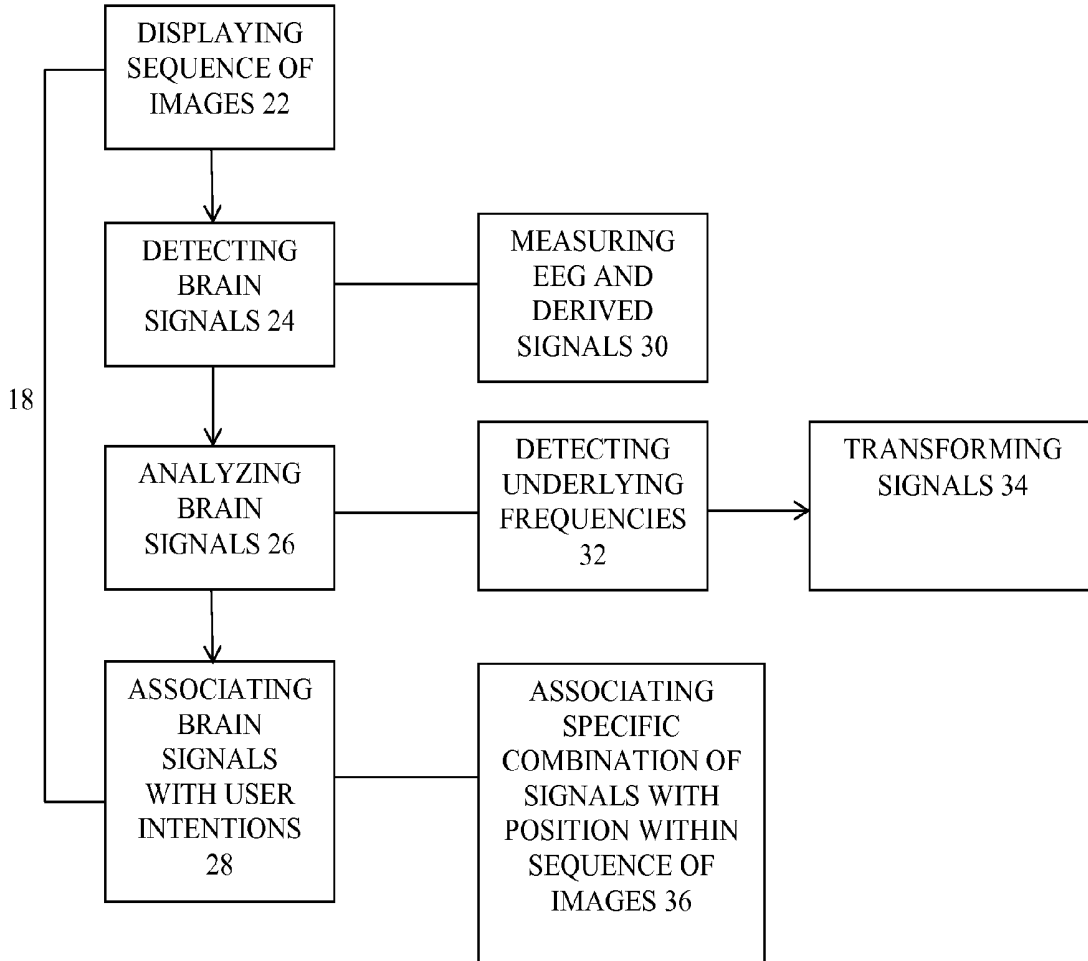 DISPLAYING
SEQUENCE OF
IMAGES 22
DETECTING
BRAIN
SIGNALS 24
MEASURING
EEG AND
DERIVED
SIGNALS 30
18
ANALYZING
BRAIN
SIGNALS 26
DETECTING
UNDERLYING
FREQUENCIES
32
TRANSFORMING
SIGNALS 34
ASSOCIATING
BRAIN
SIGNALS
WITH USER
INTENTIONS
28
ASSOCIATING
SPECIFIC
COMBINATION OF
SIGNALS WITH
POSITION WITHIN
SEQUENCE OF
IMAGES 36